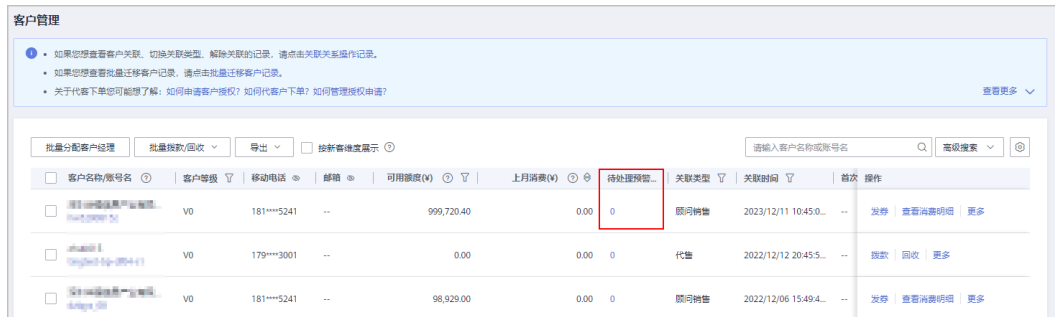 客户管理
如果您想查看客户关联、切换关联类型、解除关联的记录，请点击关联关系操作记录。
如果您想查看批量迁移客户记录，请点击批量迁移客户记录。
关于代客下单您可能想了解：如何申请客户授权？如何代客户下单？如何管理授权申请？
查看更多
批量分配客户经理 批量拨款/回收 导出 按新客维度展示 请输入客户名称或账号名 高级搜索
客户名称/账号名 客户等级 移动电话 邮箱 可用额度(¥) 上月消费(¥) 待处理预警... 关联类型 关联时间 首次 操作
V0 181****5241 -- 999,720.40 0.00 0 顾问销售 2023/12/11 10:45:0... -- 发券 查看消费明细 更多
V0 179****3001 -- 0.00 0.00 0 代售 2022/12/12 20:45:5... -- 拨款 回收 更多
V0 181****5241 -- 98,929.00 0.00 0 顾问销售 2022/12/06 15:49:4... -- 发券 查看消费明细 更多